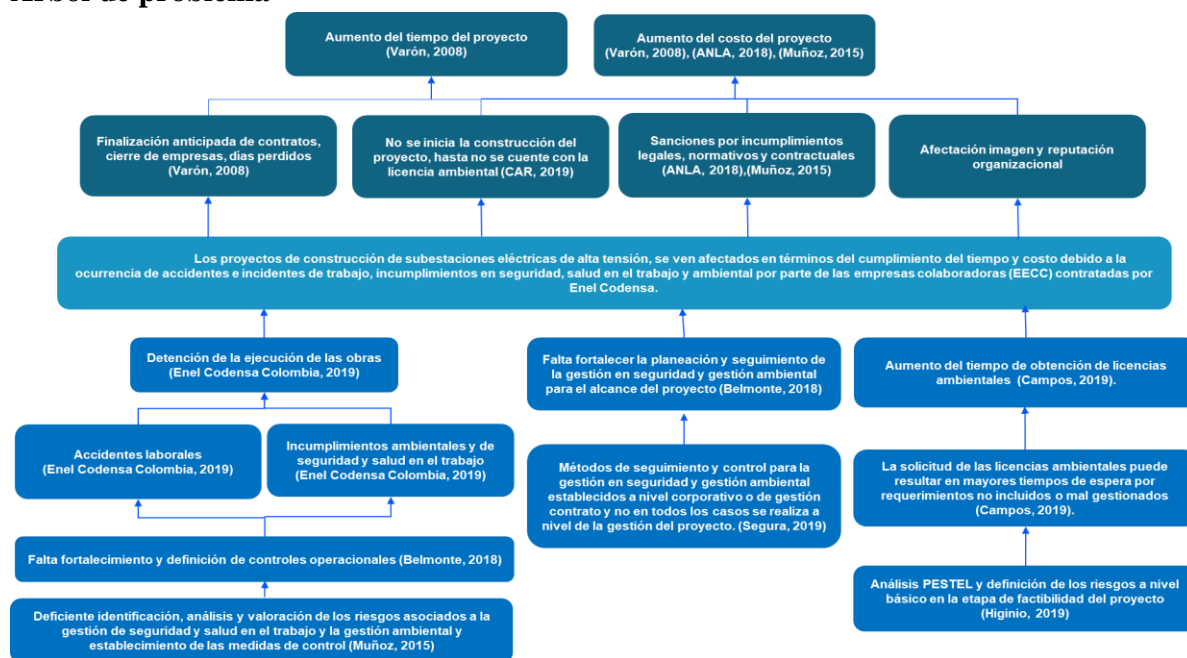 Árbol de problema
Aumento del tiempo del proyecto
(Varón, 2008)
Aumento del costo del proyecto
(Varón, 2008), (ANLA, 2018), (Muñoz, 2015)
Finalización anticipada de contratos,
cierre de empresas, días perdidos
(Varón, 2008)
No se inicia la construcción del
proyecto, hasta no se cuente con la
licencia ambiental (CAR, 2019)
Sanciones por incumplimientos
legales, normativos y contractuales
(ANLA, 2018),(Muñoz, 2015)
Afectación imagen y reputación
organizacional
Los proyectos de construcción de subestaciones eléctricas de alta tensión, se ven afectados en términos del cumplimiento del tiempo y costo debido a la
ocurrencia de accidentes e incidentes de trabajo, incumplimientos en seguridad, salud en el trabajo y ambiental por parte de las empresas colaboradoras (EECC) contratadas por
Enel Codensa.
Detención de la ejecución de las obras
(Enel Codensa Colombia, 2019)
Falta fortalecer la planeación y seguimiento de
la gestión en seguridad y gestión ambiental
para el alcance del proyecto (Belmonte, 2018)
Aumento del tiempo de obtención de licencias
ambientales (Campos, 2019).
Accidentes laborales
(Enel Codensa Colombia, 2019)
Incumplimientos ambientales y de
seguridad y salud en el trabajo
(Enel Codensa Colombia, 2019)
Métodos de seguimiento y control para la
gestión en seguridad y gestión ambiental
establecidos a nivel corporativo o de gestión
contrato y no en todos los casos se realiza a
nivel de la gestión del proyecto. (Segura, 2019)
La solicitud de las licencias ambientales puede
resultar en mayores tiempos de espera por
requerimientos no incluidos o mal gestionados
(Campos, 2019).
Falta fortalecimiento y definición de controles operacionales (Belmonte, 2018)
Análisis PESTEL y definición de los riesgos a nivel
básico en la etapa de factibilidad del proyecto
(Higinio, 2019)
Deficiente identificación, análisis y valoración de los riesgos asociados a la
gestión de seguridad y salud en el trabajo y la gestión ambiental y
establecimiento de las medidas de control (Muñoz, 2015)